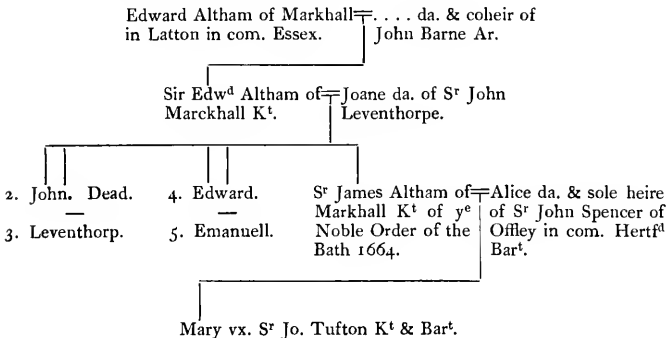 Edward Altham of Markhall=. . . . da. & coheir of
in Latton in com. Essex. John Barne Ar.
Sir Edwd Altham of=Joane da. of Sr John
Marckhall Kt. Leventhorpe.
2. John. Dead. 4. Edward. Sr James Altham of=Alice da. & sole heire
— — Markhall Kt of ye of Sr John Spencer of
3. Leventhorp. 5. Emanuell. Noble Order of the Offley in com. Hertfd
Bath 1664. Bart.
Mary vx. Sr Jo. Tufton Kt & Bart.